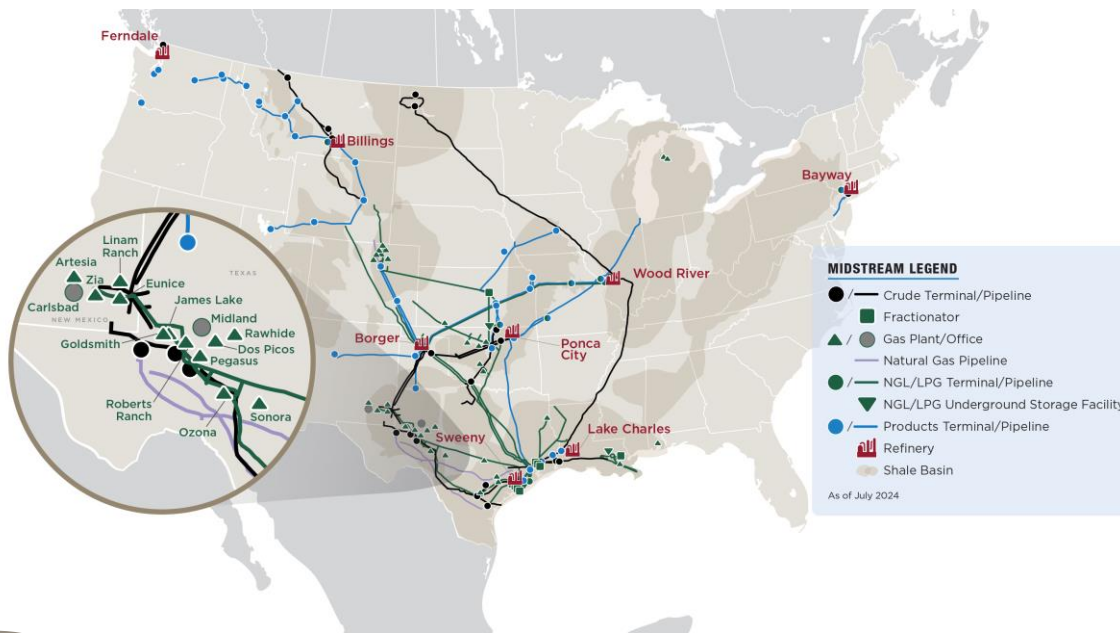 Ferndale
Billings
Bayway
Wood River
Borger
Ponca
City
Sweeny
Lake Charles
TEXAS
NEW MEXICO
Linam
Ranch
Artesia
Zia
Eunice
Carlsbad
James Lake
Midland
Goldsmith
Rawhide
Dos Picos
Pegasus
Roberts
Ranch
Ozona
Sonora
MIDSTREAM LEGEND
/ Crude Terminal/Pipeline
Fractionator
/ Gas Plant/Office
Natural Gas Pipeline
/ NGL/LPG Terminal/Pipeline
NGL/LPG Underground Storage Facility
/ Products Terminal/Pipeline
Refinery
Shale Basin
As of July 2024